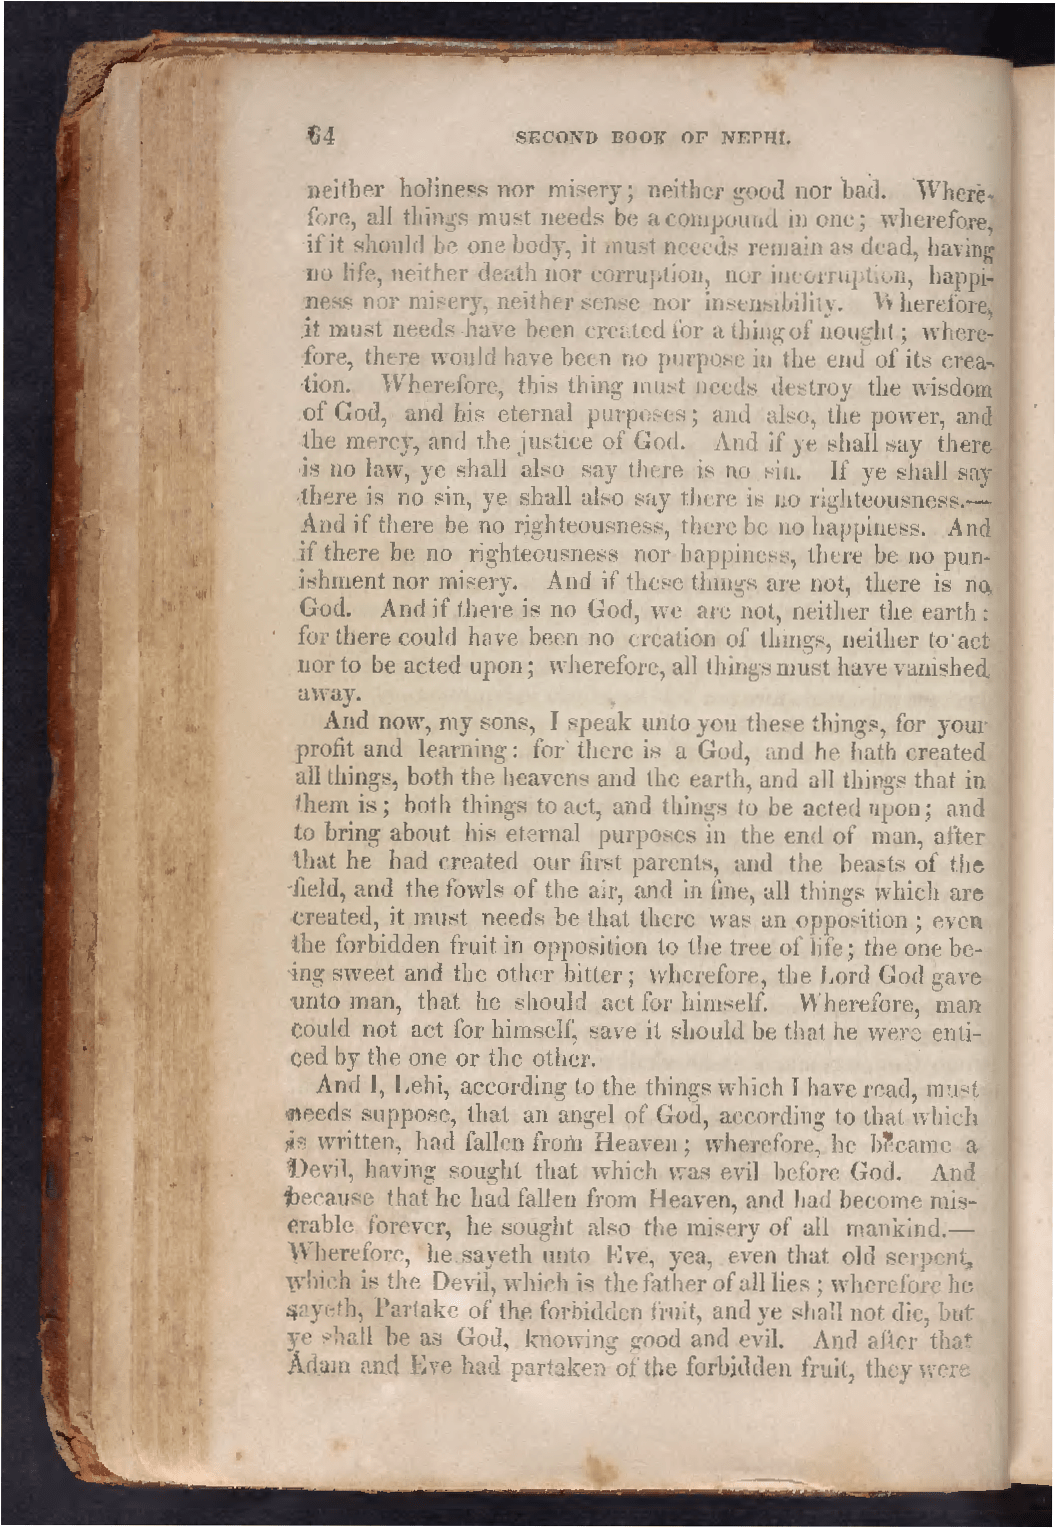 64 SECOND BOOK OF NEPHI.
neither holiness nor misery; neither good nor bad. Where-
fore, all things must needs be a compound in one; wherefore,
if it should be one body, it must neceeds remain as dead, having
no life, neither death nor corruption, nor incorruption, happi-
ness nor misery, neither sense nor insensibility. Wherefore,
it must needs have been created for a thing of nought; where-
fore, there would have been no purpose in the end of its crea-
tion. Wherefore, this thing must needs destroy the wisdom
of God, and his eternal purposes; and also, the power, and
the mercy, and the justice of God. And if ye shall say there
is no law, ye shall also say there is no sin. If ye shall say
there is no sin, ye shall also say there is no righteousness.—
And if there be no righteousness, there be no happiness. And
if there be no righteousness nor happiness, there be no pun-
ishment nor misery. And if these things are not, there is no
God. And if there is no God, we are not, neither the earth:
for there could have been no creation of things, neither to act
nor to be acted upon; wherefore, all things must have vanished
away.
And now, my sons, I speak unto you these things, for your
profit and learning: for there is a God, and he hath created
all things, both the heavens and the earth, and all things that in
them is; both things to act, and things to be acted upon; and
to bring about his eternal purposes in the end of man, after
that he had created our first parents, and the beasts of the
field, and the fowls of the air, and in fine, all things which are
created, it must needs be that there was an opposition; even
the forbidden fruit in opposition to the tree of life; the one be-
ing sweet and the other bitter; wherefore, the Lord God gave
unto man, that he should act for himself. Wherefore, man
could not act for himself, save it should be that he were enti-
ced by the one or the other.
And I, Lehi, according to the things which I have read, must
needs suppose, that an angel of God, according to that which
is written, had fallen from Heaven; wherefore, he became a
Devil, having sought that which was evil before God. And
because that he had fallen from Heaven, and had become mis-
erable forever, he sought also the misery of all mankind.—
Wherefore, he sayeth unto Eve, yea, even that old serpent,
which is the Devil, which is the father of all lies; wherefore he
sayeth, Partake of the forbidden fruit, and ye shall not die, but
ye shall be as God, knowing good and evil. And after that
Adam and Eve had partaken of the forbidden fruit, they were